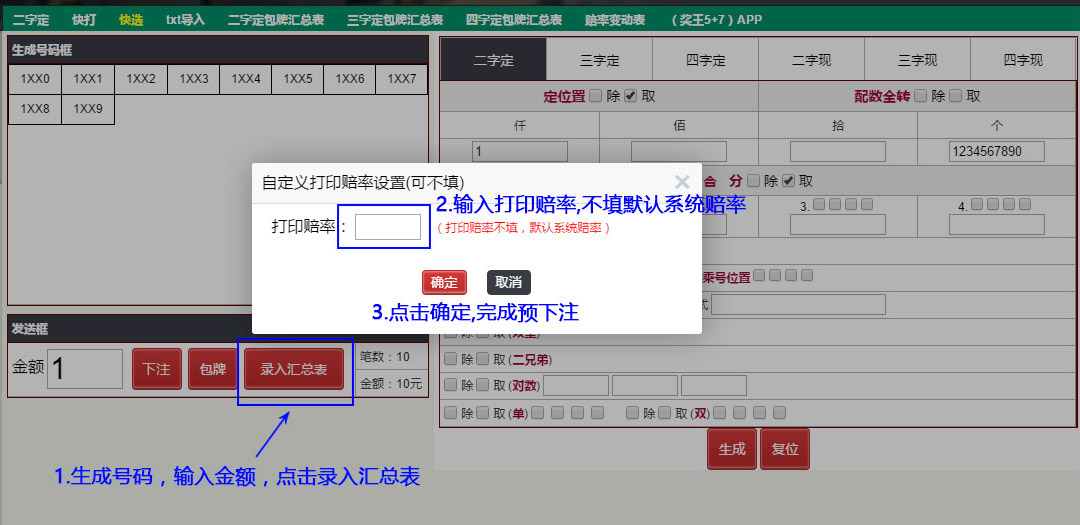 二字定 快打 快选 txt导入 二字定包牌汇总表 三字定包牌汇总表 四字定包牌汇总表 赔率变动表 (奖王5+7) APP
生成号码框
1XX0 1XX1 1XX2 1XX3 1XX4 1XX5 1XX6 1XX7
1XX8 1XX9
二字定 三字定 四字定 二字现 三字现 四字现
定位置 除 取 配数全转 除 取
仟 佰 拾 个
1 1234567890
合 分 除 取
3. 4.
乘号位置
式
自定义打印赔率设置(可不填) ×
2.输入打印赔率,不填默认系统赔率
打印赔率: (打印赔率不填,默认系统赔率)
确定 取消
3.点击确定,完成预下注
除 取
除 取 (二兄弟)
除 取 (对数)
除 取 (单) 除 取 (双)
生成 复位
发送框
金额 1 下注 包牌 录入汇总表 笔数:10
金额:10元
1.生成号码,输入金额,点击录入汇总表